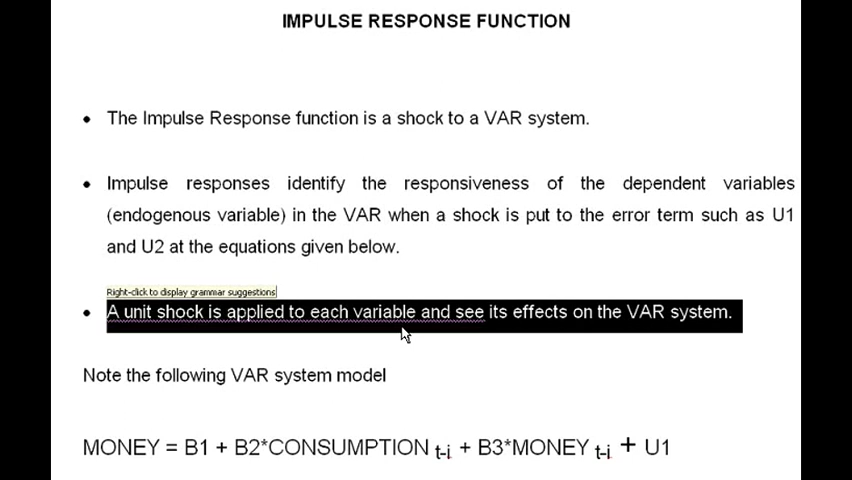 IMPULSE RESPONSE FUNCTION
• The Impulse Response function is a shock to a VAR system.
• Impulse responses identify the responsiveness of the dependent variables
(endogenous variable) in the VAR when a shock is put to the error term such as U1
and U2 at the equations given below.
Right-click to display grammar suggestions
• A unit shock is applied to each variable and see its effects on the VAR system.
Note the following VAR system model
MONEY = B1 + B2*CONSUMPTION t-i + B3*MONEY t-i + U1